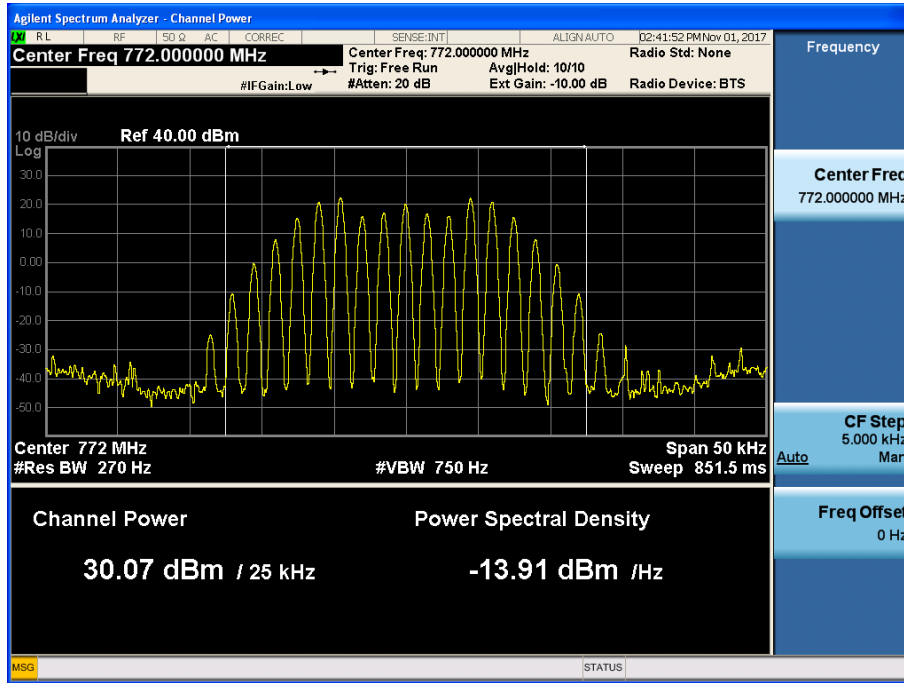 Agilent Spectrum Analyzer - Channel Power
LXI RL RF 50 Ω AC CORREC SENSE:INT ALIGNAUTO 02:41:52 PMNov 01, 2017
Center Freq 772.000000 MHz
Center Freq: 772.000000 MHz Radio Std: None
Trig: Free Run Avg|Hold: 10/10
#IFGain:Low #Atten: 20 dB Ext Gain: -10.00 dB Radio Device: BTS
Frequency
10 dB/div Ref 40.00 dBm
Log
30.0
20.0
10.0
0.00
-10.0
-20.0
-30.0
-40.0
-50.0
Center 772 MHz Span 50 kHz
#Res BW 270 Hz #VBW 750 Hz Sweep 851.5 ms
Channel Power Power Spectral Density
30.07 dBm / 25 kHz -13.91 dBm /Hz
Center Freq
772.000000 MHz
CF Step
5.000 kHz
Auto Man
Freq Offset
0 Hz
MSG STATUS